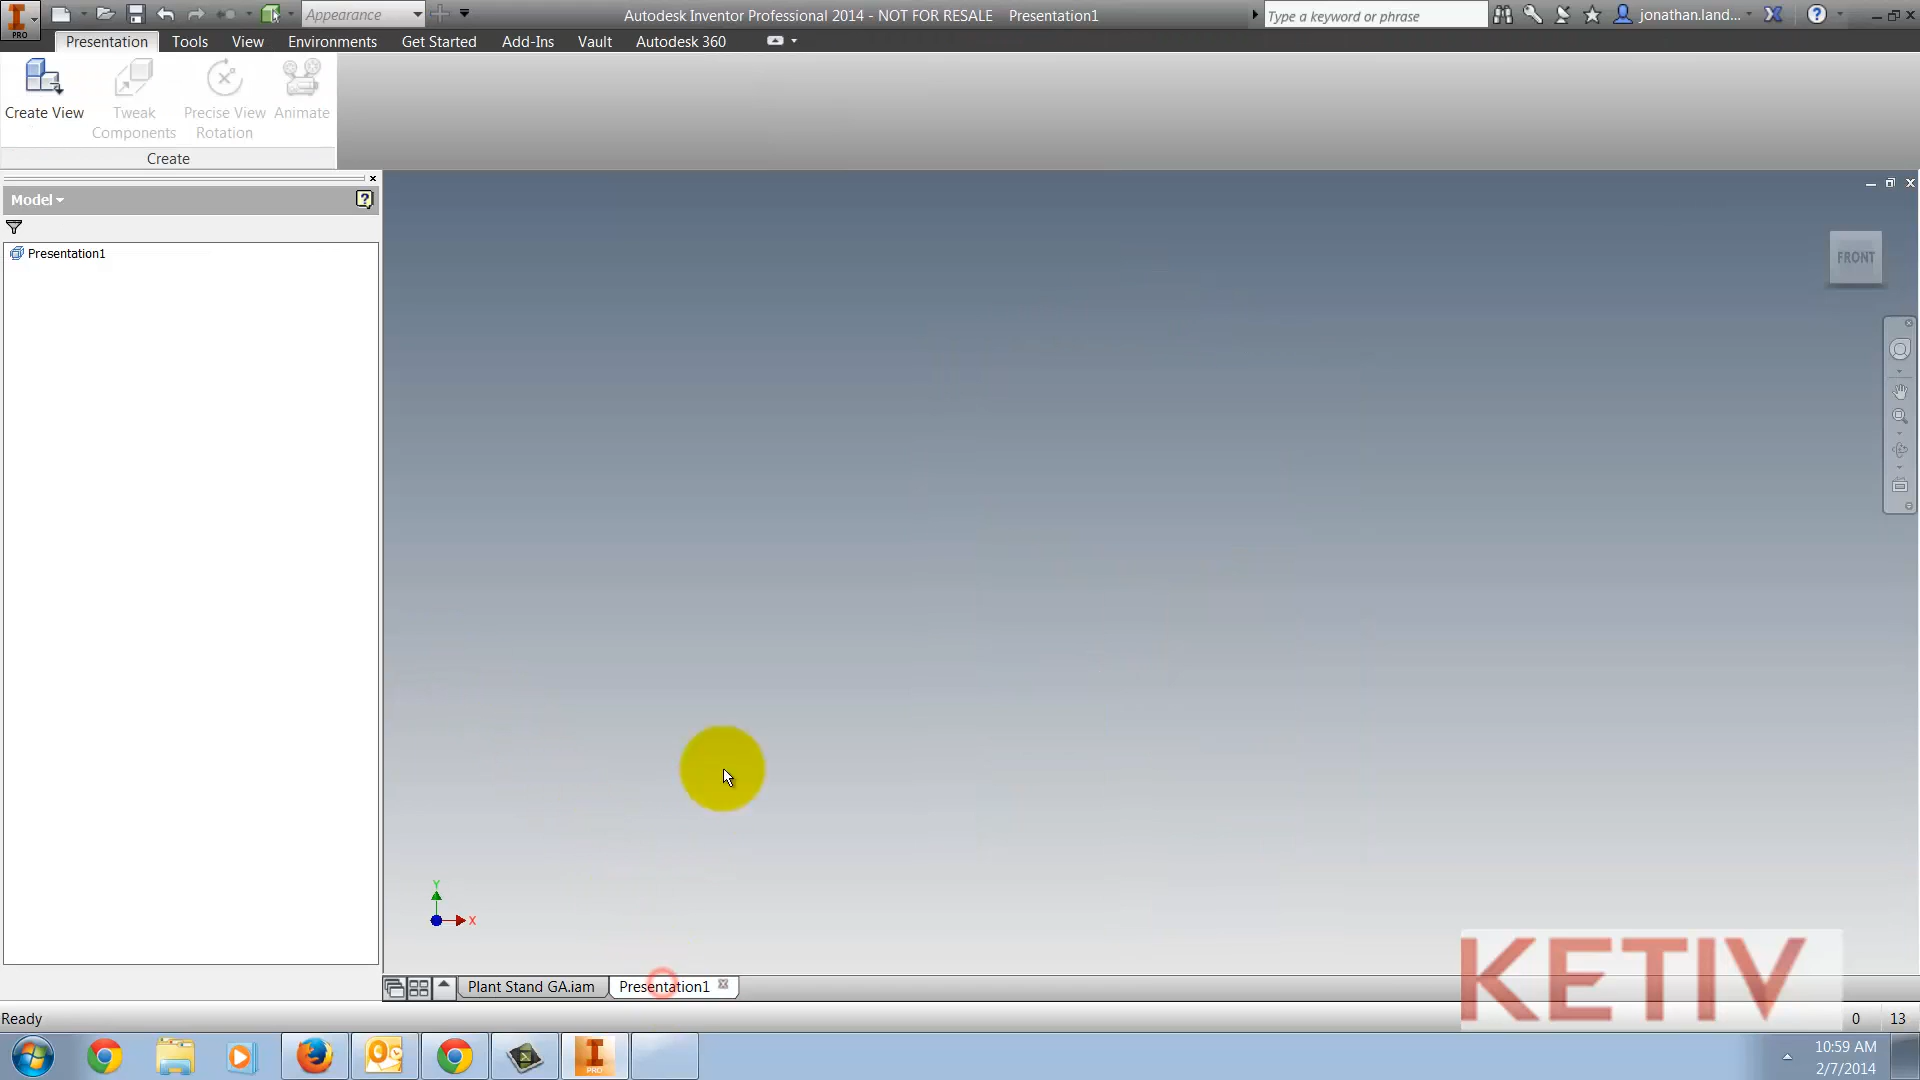 PRO
Appearance
Autodesk Inventor Professional 2014 - NOT FOR RESALE Presentation1
Type a keyword or phrase
jonathan.land...
Presentation Tools View Environments Get Started Add-Ins Vault Autodesk 360
Create View
Tweak Components
Precise View Rotation
Animate
Create
Model
Presentation1
FRONT
Y
X
Plant Stand GA.iam
Presentation1
KETIV
Ready
0 13
PRO
10:59 AM
2/7/2014